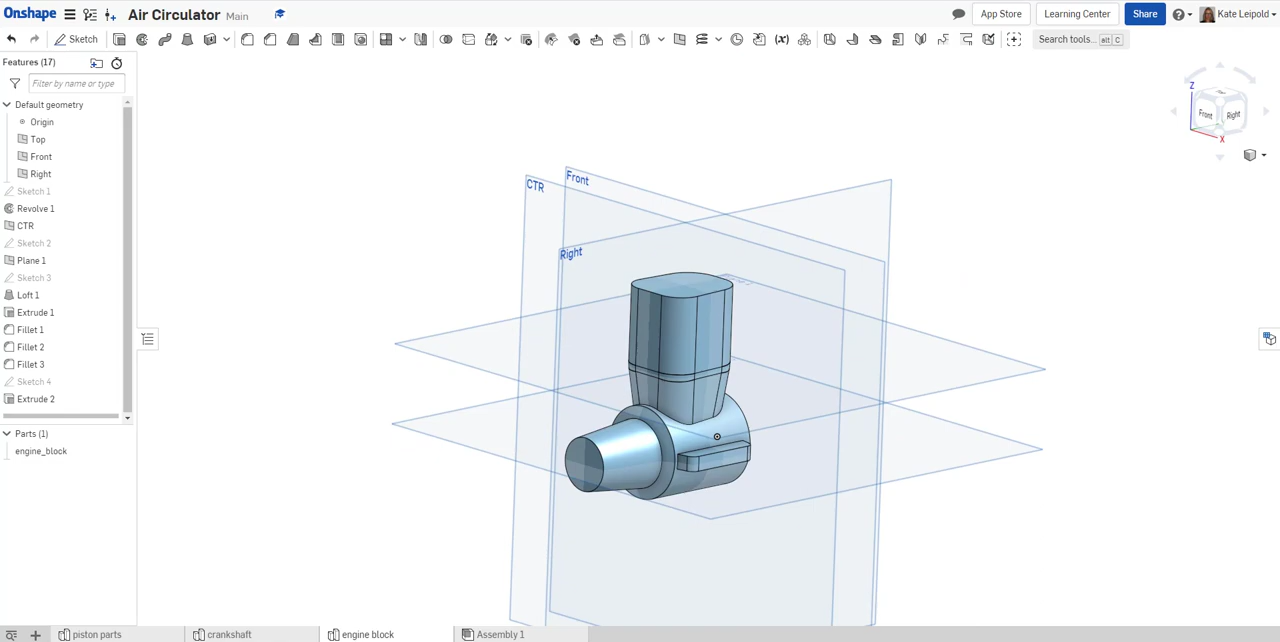 Onshape Air Circulator Main App Store Learning Center Share Kate Leipold
Sketch Search tools... alt C
Features (17)
Filter by name or type
Default geometry
Origin
Top
Front
Right
Sketch 1
Revolve 1
CTR
Sketch 2
Plane 1
Sketch 3
Loft 1
Extrude 1
Fillet 1
Fillet 2
Fillet 3
Sketch 4
Extrude 2
Parts (1)
engine_block
CTR
Front
Right
Z
Front
Right
X
piston parts crankshaft engine block Assembly 1